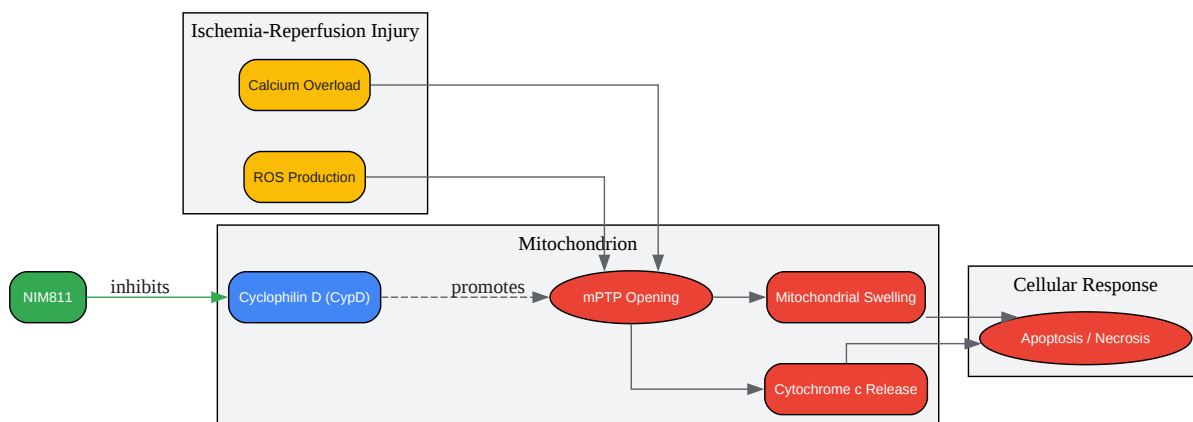 Ischemia-Reperfusion Injury
Calcium Overload
ROS Production
Mitochondrion
NIM811
inhibits
Cyclophilin D (CypD)
promotes
mPTP Opening
Mitochondrial Swelling
Cytochrome c Release
Cellular Response
Apoptosis / Necrosis